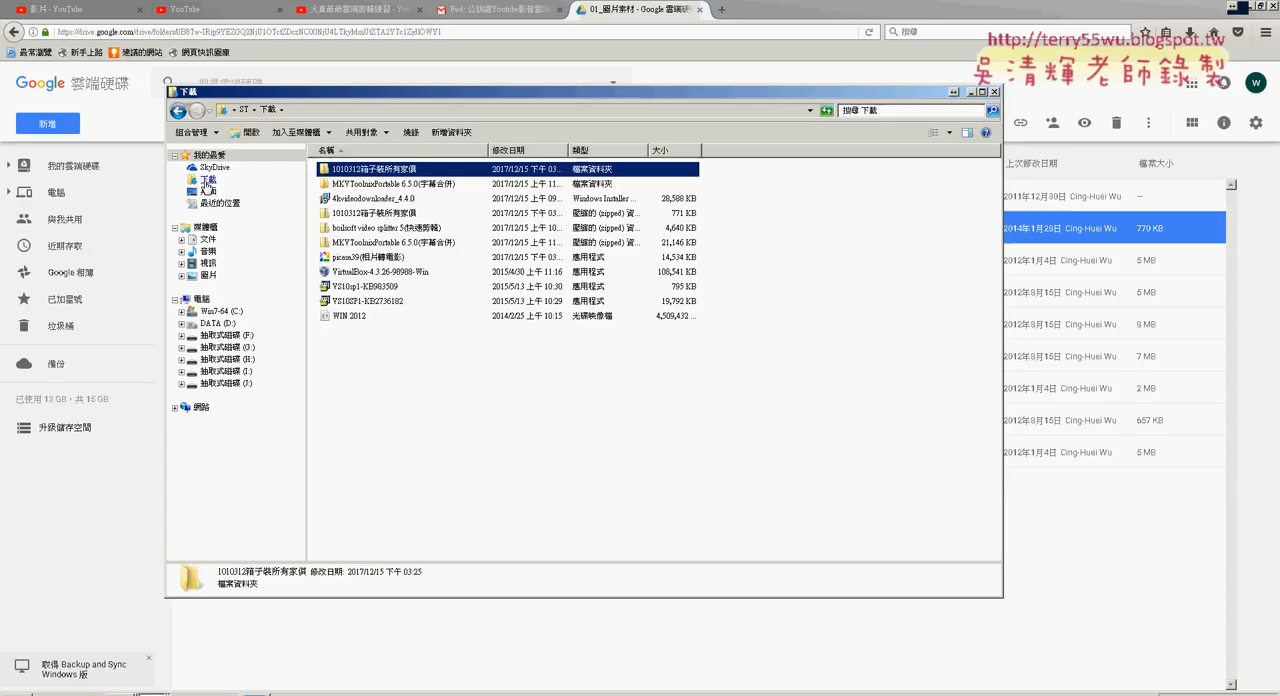 影片 - YouTube
YouTube
火車爺爺雲端剪輯練習 - Yo...
Fwd: 公訓處Youtube影音雲端
01_圖片素材 - Google 雲端硬碟
搜尋
最常瀏覽 新手上路 建議的網站 網頁快訊圖庫
http://terry55wu.blogspot.tw
吳清輝老師錄製
Google 雲端硬碟
W
新增
我的雲端硬碟
電腦
與我共用
近期存取
Google 相簿
已加星號
垃圾桶
備份
已使用 13 GB，共 15 GB
升級儲存空間
取得 Backup and Sync
Windows 版
下載
ST 下載
搜尋 下載
組合管理 開啟 加入至媒體櫃 共用對象 燒錄 新增資料夾
我的最愛
SkyDrive
下載
最近的位置
媒體櫃
文件
音樂
視訊
圖片
電腦
Win7-64 (C:)
DATA (D:)
抽取式磁碟 (F:)
抽取式磁碟 (G:)
抽取式磁碟 (H:)
抽取式磁碟 (I:)
抽取式磁碟 (J:)
網路
名稱 修改日期 類型 大小
1010312箱子裝所有家俱 2017/12/15 下午 03... 檔案資料夾
MKVToolnixPortable 6.5.0(字幕合併) 2017/12/15 上午 11... 檔案資料夾
4kvideodownloader_4.4.0 2017/12/15 上午 09... Windows Installer ... 28,588 KB
1010312箱子裝所有家俱 2017/12/15 下午 03... 壓縮的 (zipped) 資... 771 KB
boilsoft video splitter 5(快速剪輯) 2017/12/15 上午 10... 壓縮的 (zipped) 資... 4,640 KB
MKVToolnixPortable 6.5.0(字幕合併) 2017/12/15 上午 10... 壓縮的 (zipped) 資... 21,146 KB
picasa39(相片轉電影) 2017/12/15 下午 03... 應用程式 14,534 KB
VirtualBox-4.3.26-98988-Win 2015/4/30 上午 11:16 應用程式 108,541 KB
VS10sp1-KB983509 2015/5/13 上午 10:30 應用程式 795 KB
VS10SP1-KB2736182 2015/5/13 上午 10:29 應用程式 19,792 KB
WIN 2012 2014/2/25 上午 10:15 光碟映像檔 4,509,432 ...
1010312箱子裝所有家俱 修改日期: 2017/12/15 下午 03:25
檔案資料夾
上次修改日期 檔案大小
2011年12月30日 Cing-Huei Wu —
2014年1月28日 Cing-Huei Wu 770 KB
2012年1月4日 Cing-Huei Wu 5 MB
2012年8月15日 Cing-Huei Wu 5 MB
2012年8月15日 Cing-Huei Wu 8 MB
2012年8月15日 Cing-Huei Wu 7 MB
2012年1月4日 Cing-Huei Wu 2 MB
2012年8月15日 Cing-Huei Wu 657 KB
2012年1月4日 Cing-Huei Wu 5 MB